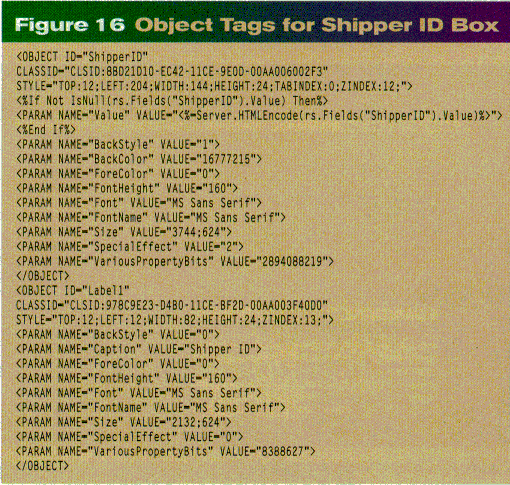 Figure 16 Object Tags for Shipper ID Box
<OBJECT ID="ShipperID"
CLASSID="CLSID:8BD21D10-EC42-11CE-9E0D-00AA006002F3"
STYLE="TOP:12;LEFT:204;WIDTH:144;HEIGHT:24;TABINDEX:0;ZINDEX:12;">
<%If Not IsNull(rs.Fields("ShipperID").Value) Then%>
<PARAM NAME="Value" VALUE="<%=Server.HTMLEncode(rs.Fields("ShipperID").Value)%>">
<%End If%>
<PARAM NAME="BackStyle" VALUE="1">
<PARAM NAME="BackColor" VALUE="16777215">
<PARAM NAME="ForeColor" VALUE="0">
<PARAM NAME="FontHeight" VALUE="160">
<PARAM NAME="Font" VALUE="MS Sans Serif">
<PARAM NAME="FontName" VALUE="MS Sans Serif">
<PARAM NAME="Size" VALUE="3744;624">
<PARAM NAME="SpecialEffect" VALUE="2">
<PARAM NAME="VariousPropertyBits" VALUE="2894088219">
</OBJECT>
<OBJECT ID="Label1"
CLASSID="CLSID:978C9E23-D4B0-11CE-BF2D-00AA003F40D0"
STYLE="TOP:12;LEFT:12;WIDTH:82;HEIGHT:24;ZINDEX:13;">
<PARAM NAME="BackStyle" VALUE="0">
<PARAM NAME="Caption" VALUE="Shipper ID">
<PARAM NAME="ForeColor" VALUE="0">
<PARAM NAME="FontHeight" VALUE="160">
<PARAM NAME="Font" VALUE="MS Sans Serif">
<PARAM NAME="FontName" VALUE="MS Sans Serif">
<PARAM NAME="Size" VALUE="2132;624">
<PARAM NAME="SpecialEffect" VALUE="0">
<PARAM NAME="VariousPropertyBits" VALUE="8388627">
</OBJECT>